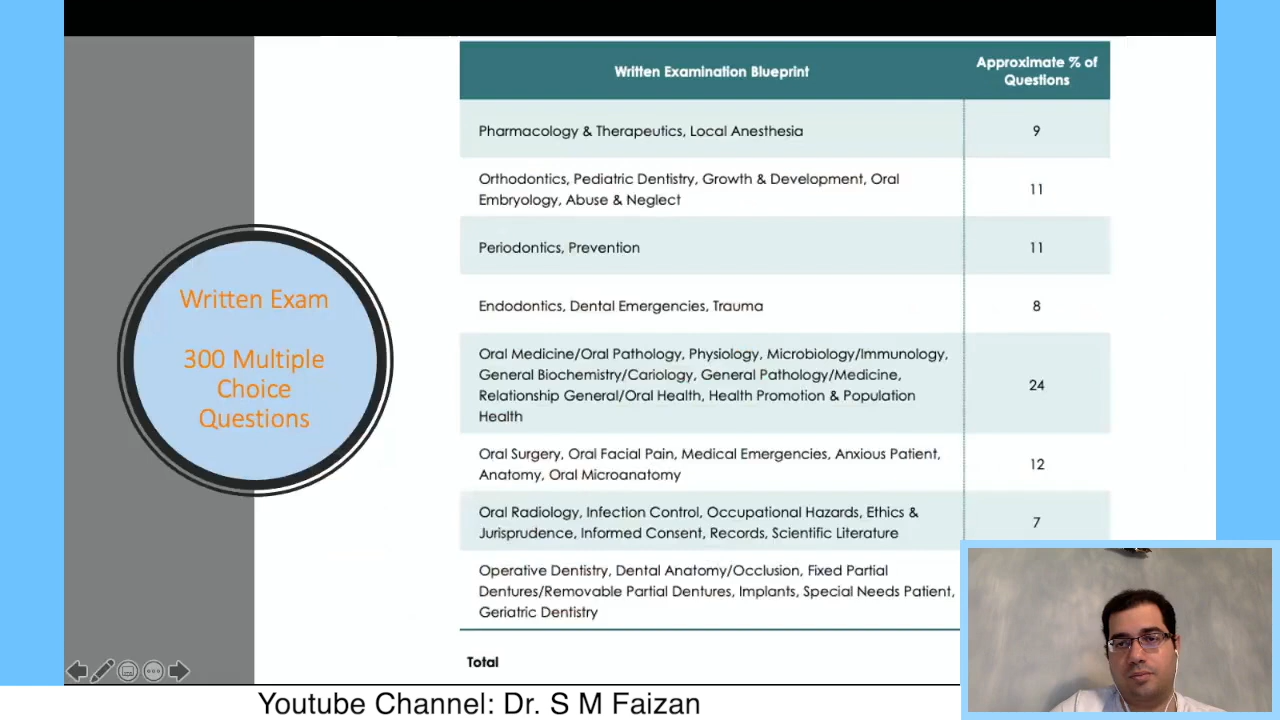 Written Examination Blueprint
Approximate % of
Questions
Pharmacology & Therapeutics, Local Anesthesia
9
Orthodontics, Pediatric Dentistry, Growth & Development, Oral
Embryology, Abuse & Neglect
11
Periodontics, Prevention
11
Endodontics, Dental Emergencies, Trauma
8
Oral Medicine/Oral Pathology, Physiology, Microbiology/Immunology,
General Biochemistry/Cariology, General Pathology/Medicine,
Relationship General/Oral Health, Health Promotion & Population
Health
24
Oral Surgery, Oral Facial Pain, Medical Emergencies, Anxious Patient,
Anatomy, Oral Microanatomy
12
Oral Radiology, Infection Control, Occupational Hazards, Ethics &
Jurisprudence, Informed Consent, Records, Scientific Literature
7
Operative Dentistry, Dental Anatomy/Occlusion, Fixed Partial
Dentures/Removable Partial Dentures, Implants, Special Needs Patient,
Geriatric Dentistry
Total
Written Exam
300 Multiple
Choice
Questions
Youtube Channel: Dr. S M Faizan